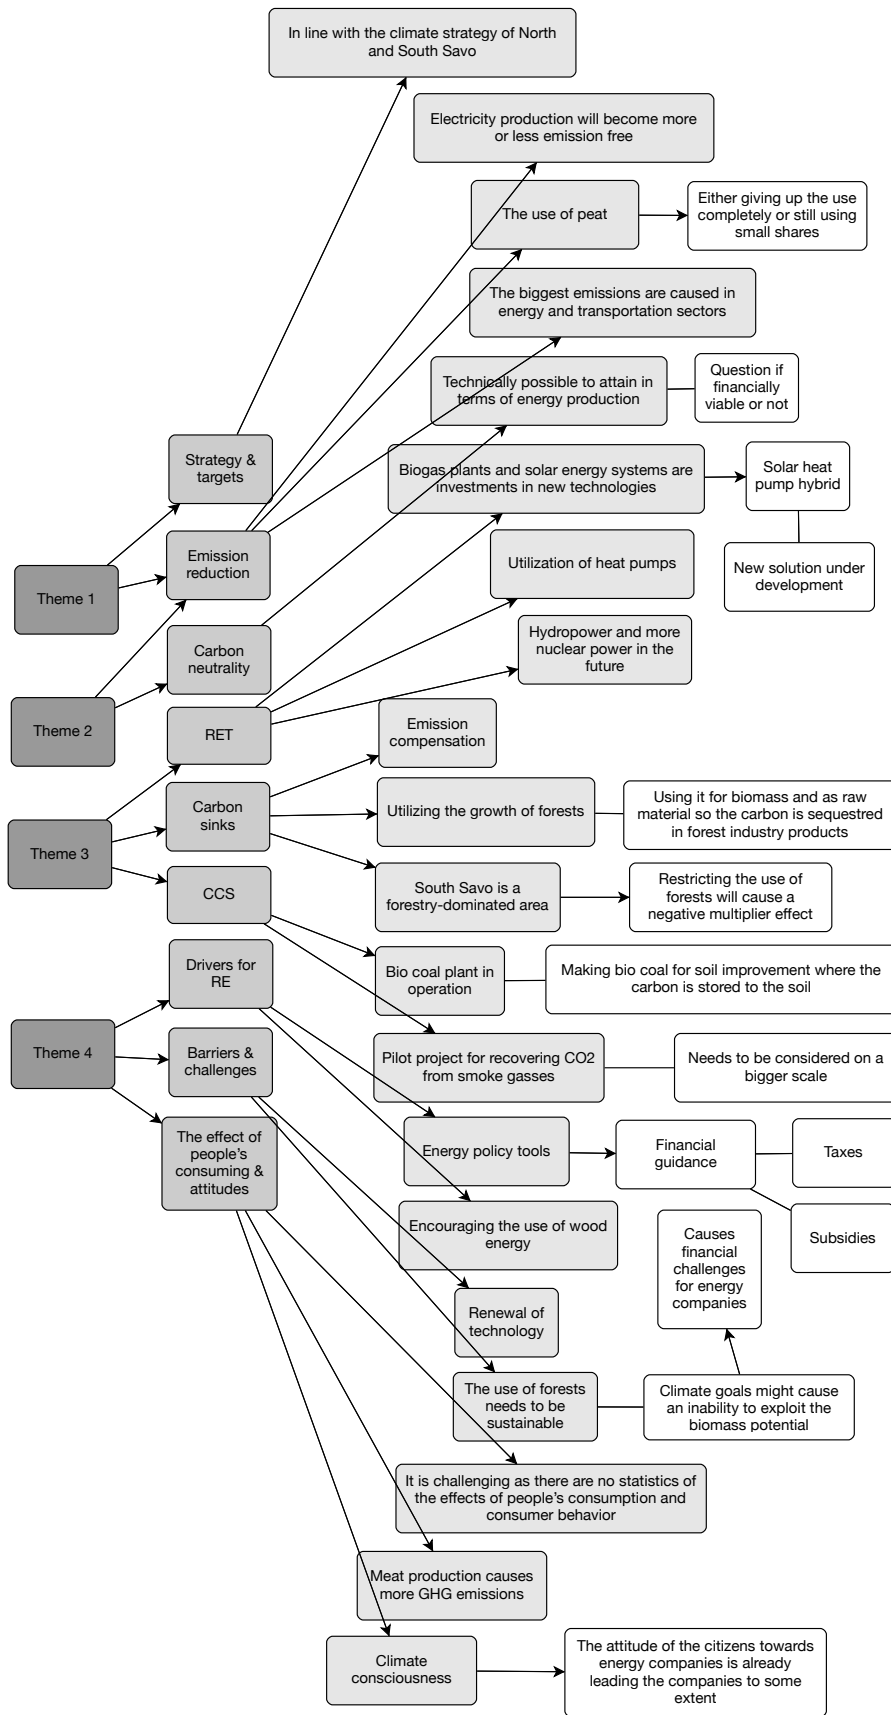 In line with the climate strategy of North
and South Savo
Electricity production will become more
or less emission free
The use of peat
Either giving up the use
completely or still using
small shares
The biggest emissions are caused in
energy and transportation sectors
Technically possible to attain in
terms of energy production
Question if
financially
viable or not
Strategy &
targets
Biogas plants and solar energy systems are
investments in new technologies
Solar heat
pump hybrid
Emission
reduction
Utilization of heat pumps
New solution under
development
Theme 1
Carbon
neutrality
Hydropower and more
nuclear power in the
future
Theme 2
RET
Emission
compensation
Carbon
sinks
Utilizing the growth of forests
Using it for biomass and as raw
material so the carbon is sequestred
in forest industry products
Theme 3
CCS
South Savo is a
forestry-dominated area
Restricting the use of
forests will cause a
negative multiplier effect
Drivers for
RE
Bio coal plant in
operation
Making bio coal for soil improvement where the
carbon is stored to the soil
Theme 4
Barriers &
challenges
Pilot project for recovering CO2
from smoke gasses
Needs to be considered on a
bigger scale
The effect of
people's
consuming &
attitudes
Energy policy tools
Financial
guidance
Taxes
Encouraging the use of wood
energy
Subsidies
Causes
financial
challenges
for energy
companies
Renewal of
technology
The use of forests
needs to be
sustainable
Climate goals might cause
an inability to exploit the
biomass potential
It is challenging as there are no statistics of
the effects of people's consumption and
consumer behavior
Meat production causes
more GHG emissions
Climate
consciousness
The attitude of the citizens towards
energy companies is already
leading the companies to some
extent